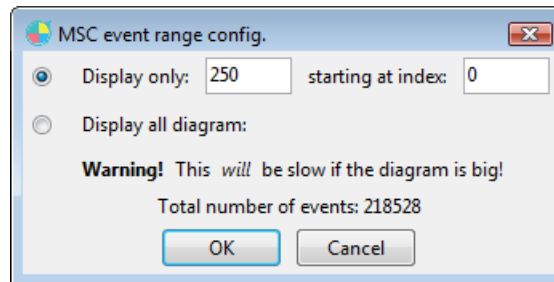 MSC event range config.
Display only: 250 starting at index: 0
Display all diagram:
Warning! This will be slow if the diagram is big!
Total number of events: 218528
OK Cancel